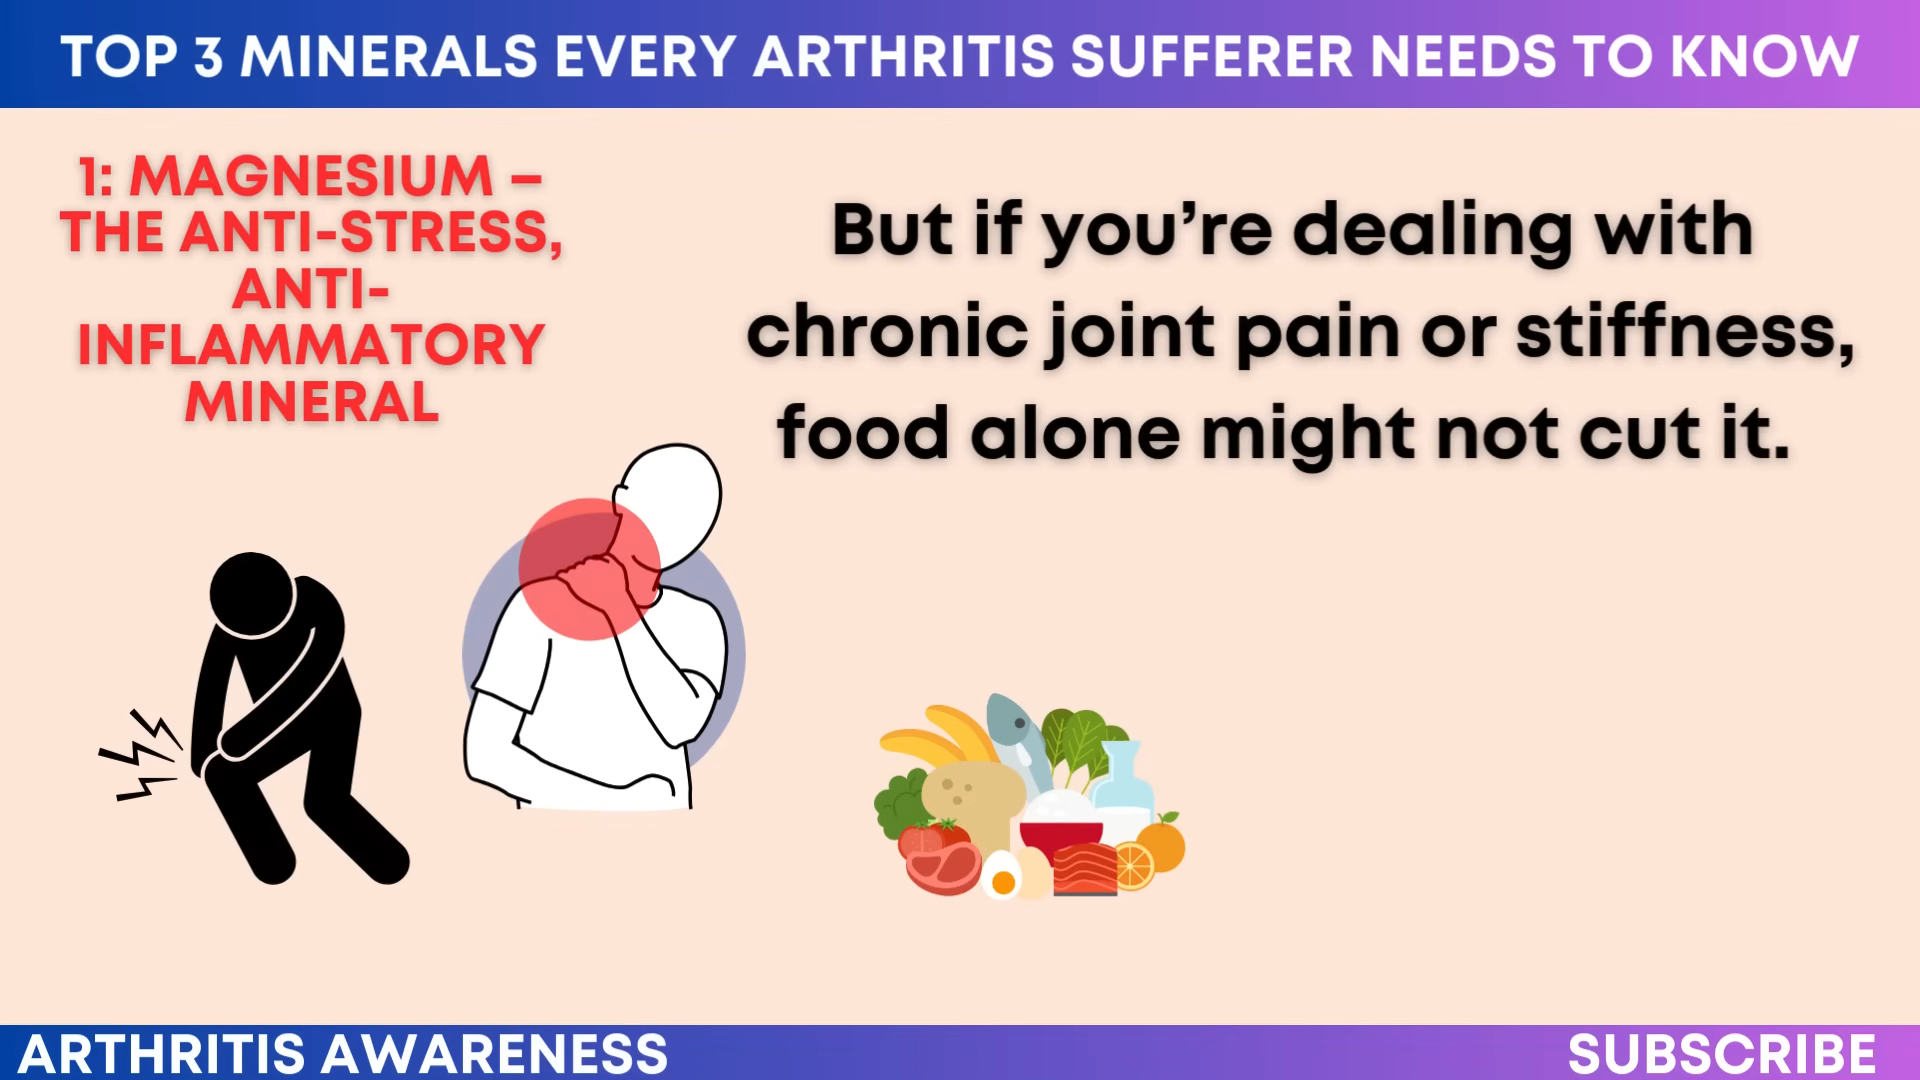 TOP 3 MINERALS EVERY ARTHRITIS SUFFERER NEEDS TO KNOW
1: MAGNESIUM –
THE ANTI-STRESS,
ANTI-
INFLAMMATORY
MINERAL
But if you’re dealing with
chronic joint pain or stiffness,
food alone might not cut it.
ARTHRITIS AWARENESS
SUBSCRIBE